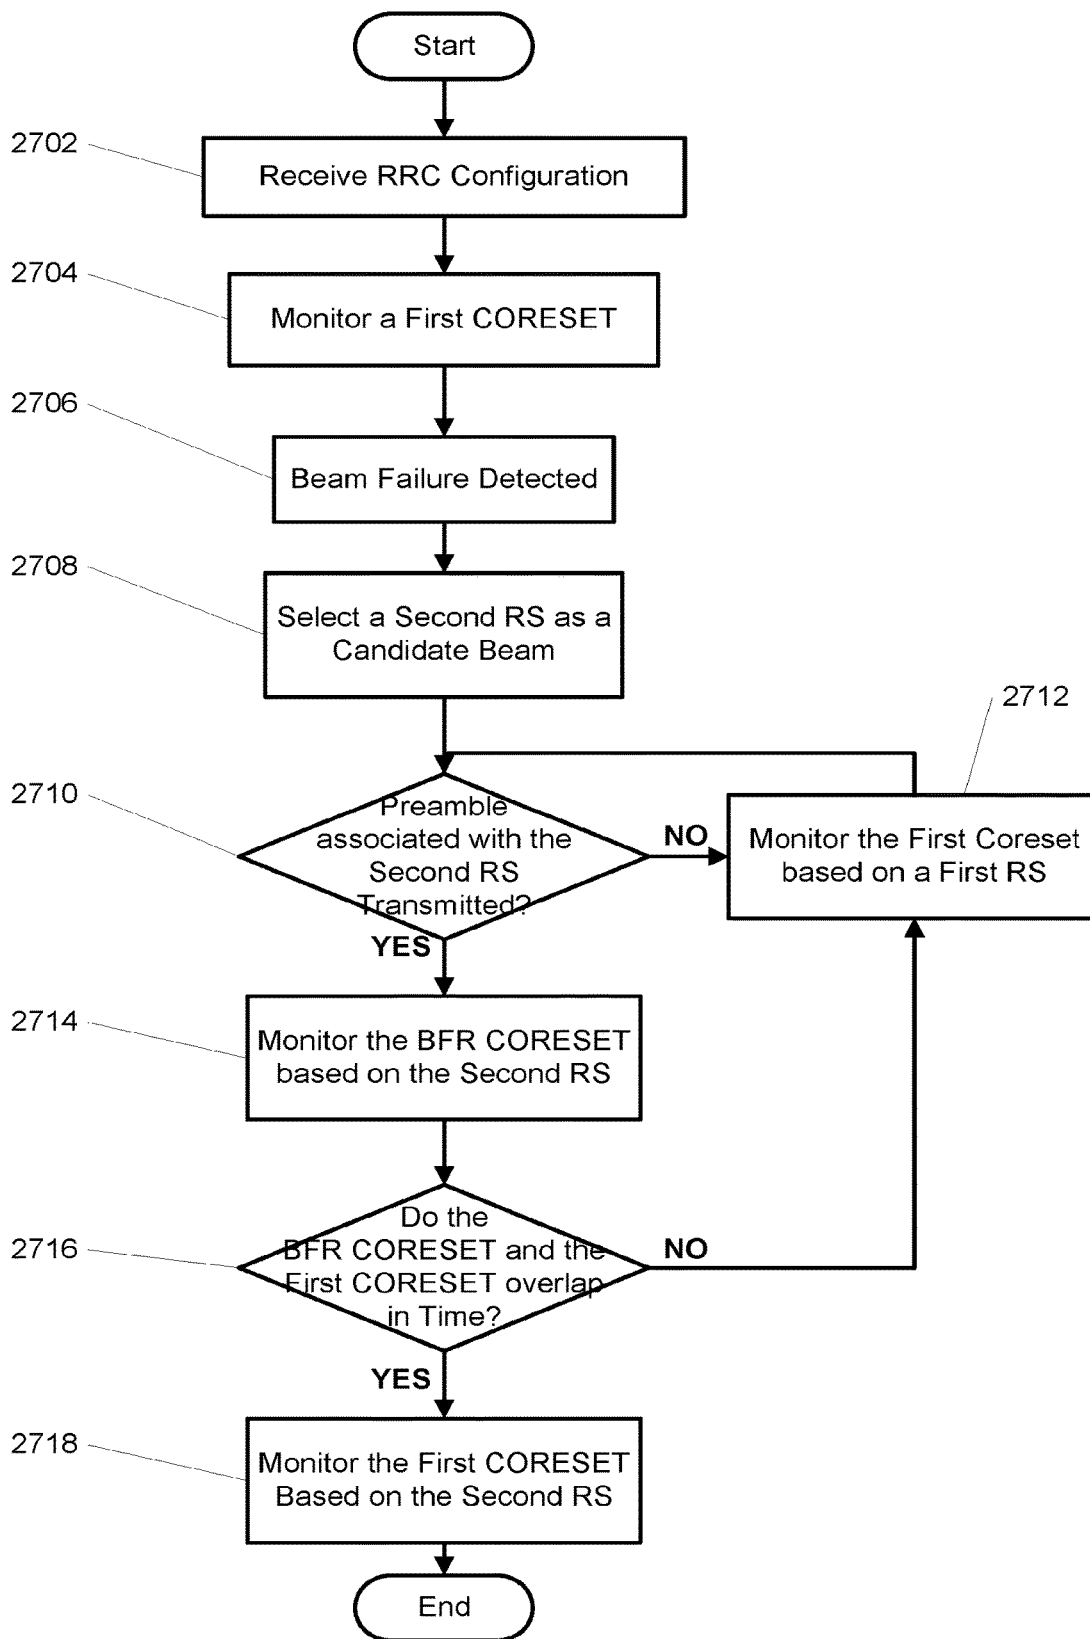 Start
2702
Receive RRC Configuration
2704
Monitor a First CORESET
2706
Beam Failure Detected
2708
Select a Second RS as a
Candidate Beam
2712
2710
Preamble
associated with the
Second RS
Transmitted?
NO
Monitor the First Coreset
based on a First RS
YES
2714
Monitor the BFR CORESET
based on the Second RS
2716
Do the
BFR CORESET and the
First CORESET overlap
in Time?
NO
YES
2718
Monitor the First CORESET
Based on the Second RS
End